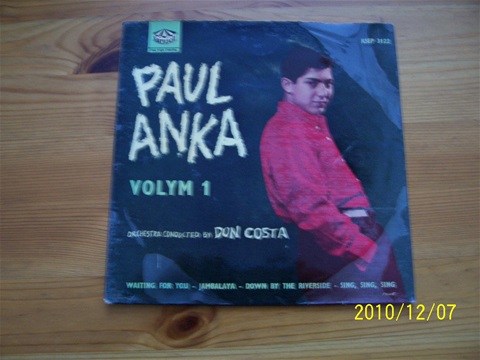 PAUL
ANKA
VOLYM 1
ORCHESTRA CONDUCTED BY DON COSTA
WAITING FOR YOU - JAMBALAYA - DOWN BY THE RIVERSIDE - SING, SING, SING
2010/12/07